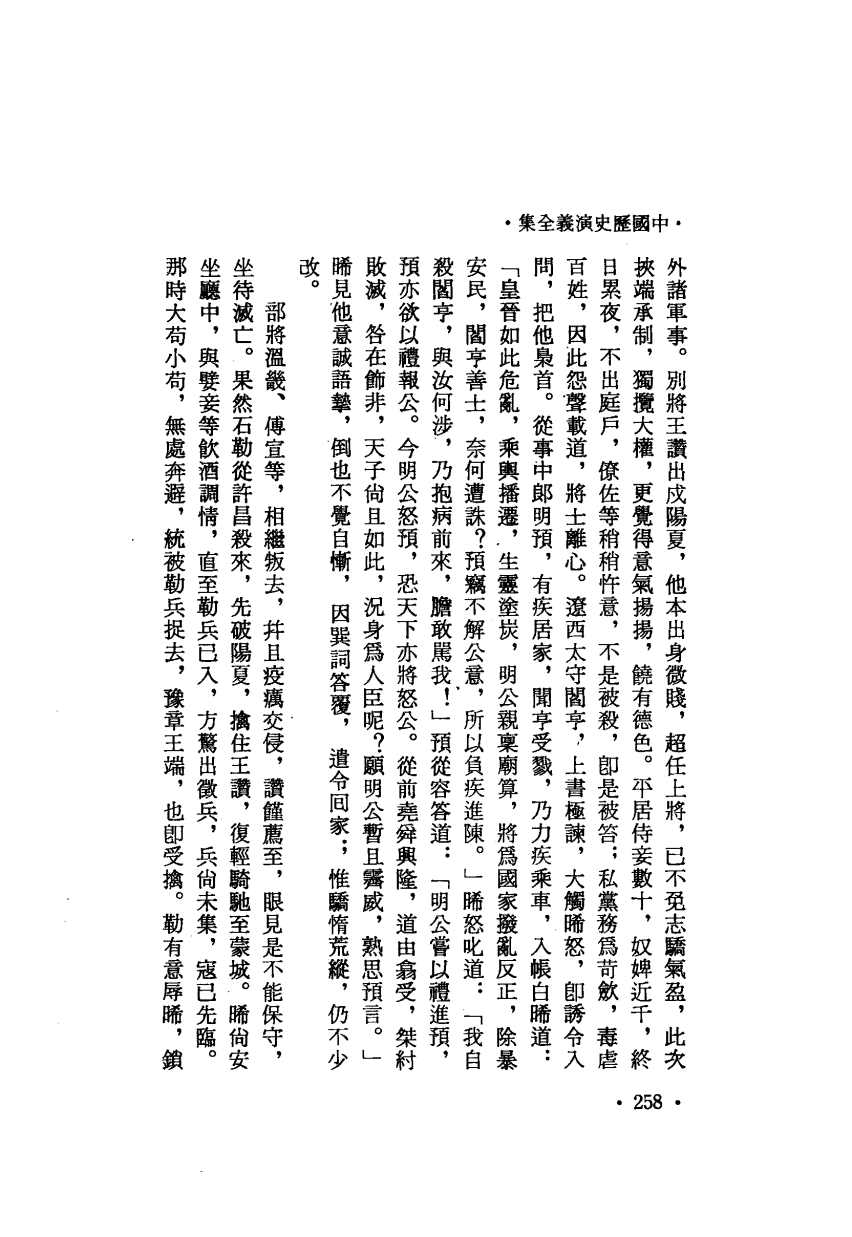 ·中國歷史演義全集·
外諸軍事。別將王讚出戍陽夏，他本出身微賤，超任上將，已不免志驕氣盈，此次
挾端承制，獨攬大權，更覺得意氣揚揚，饒有德色。平居侍妾數十，奴婢近千，終
日累夜，不出庭戶，僚佐等稍稍忤意，不是被殺，卽是被笞；私黨務爲苛斂，毒虐
百姓，因此怨聲載道，將士離心。遼西太守閻亨，上書極諫，大觸晞怒，卽誘令入
問，把他梟首。從事中郎明預，有疾居家，聞亨受戮，乃力疾乘車，入帳白晞道：
「皇晉如此危亂，乘輿播遷，生靈塗炭，明公親稟廟算，將爲國家撥亂反正，除暴
安民，閻亨善士，奈何遭誅？預竊不解公意，所以負疾進陳。」晞怒叱道：「我自
殺閻亨，與汝何涉，乃抱病前來，膽敢罵我！」預從容答道：「明公嘗以禮進預，
預亦欲以禮報公。今明公怒預，恐天下亦將怒公。從前堯舜興隆，道由翕受，桀紂
敗滅，咎在飾非，天子尙且如此，況身爲人臣呢？願明公暫且霽威，熟思預言。」
晞見他意誠語摯，倒也不覺自慚，因巽詞答覆，遣令回家；惟驕惰荒縱，仍不少
改。
部將溫畿、傅宣等，相繼叛去，幷且疫癘交侵，讚饉薦至，眼見是不能保守，
坐待滅亡。果然石勒從許昌殺來，先破陽夏，擒住王讚，復輕騎馳至蒙城。晞尙安
坐廳中，與嬖妾等飲酒調情，直至勒兵已入，方驚出徵兵，兵尙未集，寇已先臨。
那時大苟小苟，無處奔避，統被勒兵捉去，豫章王端，也卽受擒。勒有意辱晞，鎖
·258·